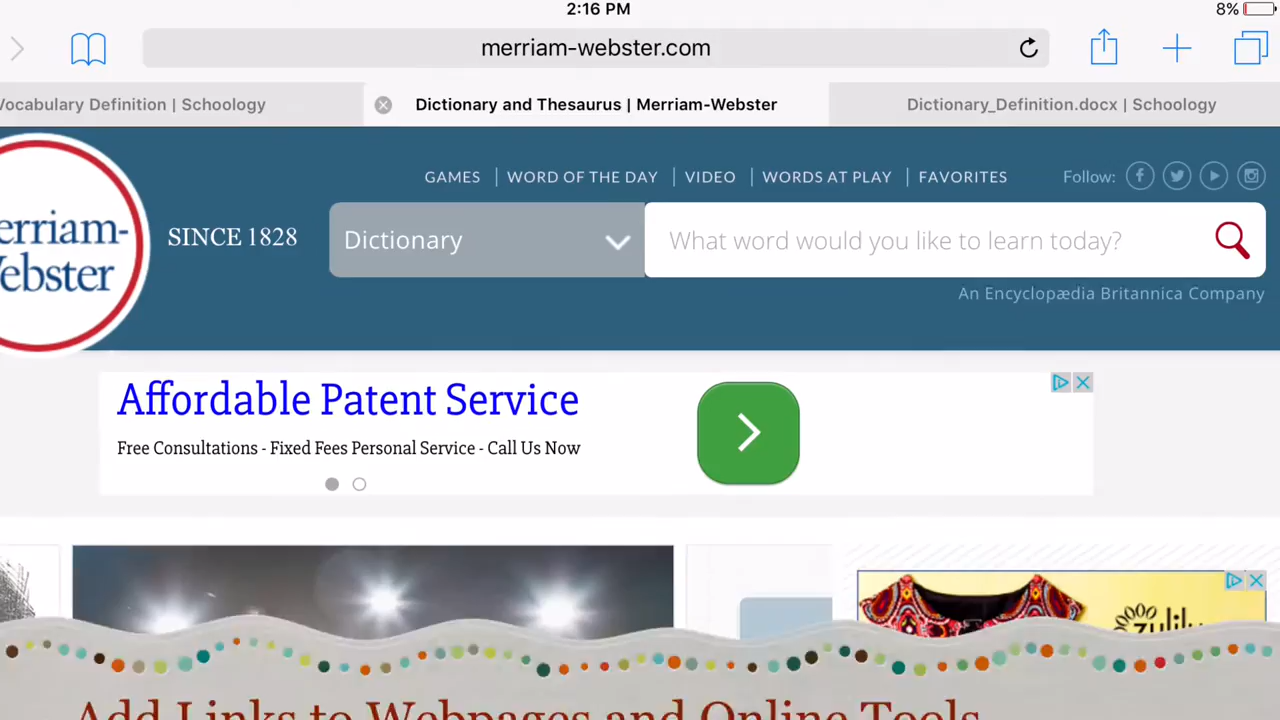 2:16 PM
8%
merriam-webster.com
Vocabulary Definition | Schoology
Dictionary and Thesaurus | Merriam-Webster
Dictionary_Definition.docx | Schoology
GAMES | WORD OF THE DAY | VIDEO | WORDS AT PLAY | FAVORITES
Follow:
erriam-
ebster
SINCE 1828
Dictionary
What word would you like to learn today?
An Encyclopædia Britannica Company
Affordable Patent Service
Free Consultations - Fixed Fees Personal Service - Call Us Now
zulily
Add Links to Webpages and Online Tools